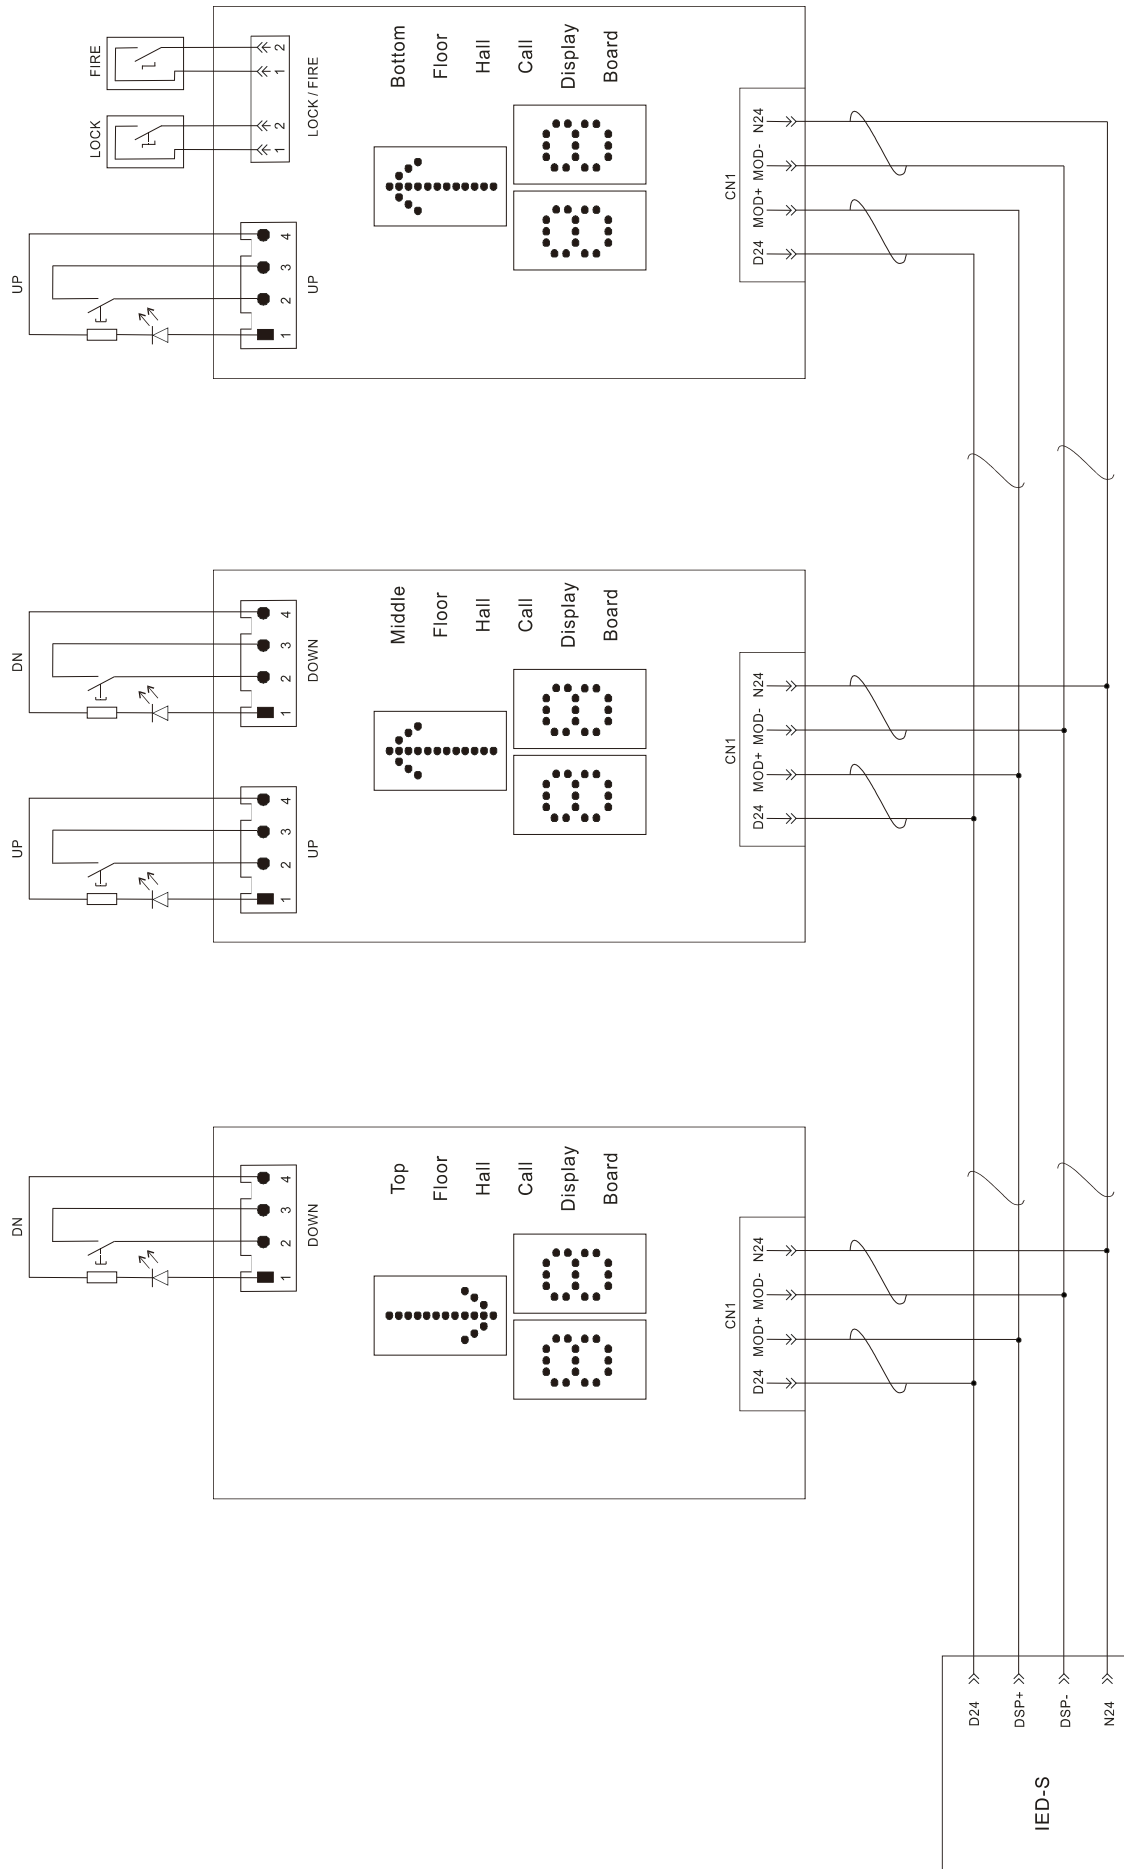 DN
1 2 3 4
DOWN
Top
Floor
Hall
Call
Display
Board
CN1
D24 MOD+ MOD- N24
UP
1 2 3 4
UP
DN
1 2 3 4
DOWN
Middle
Floor
Hall
Call
Display
Board
CN1
D24 MOD+ MOD- N24
UP
1 2 3 4
UP
LOCK
FIRE
1 2 1 2
LOCK / FIRE
Bottom
Floor
Hall
Call
Display
Board
CN1
D24 MOD+ MOD- N24
D24
DSP+
DSP-
N24
IED-S